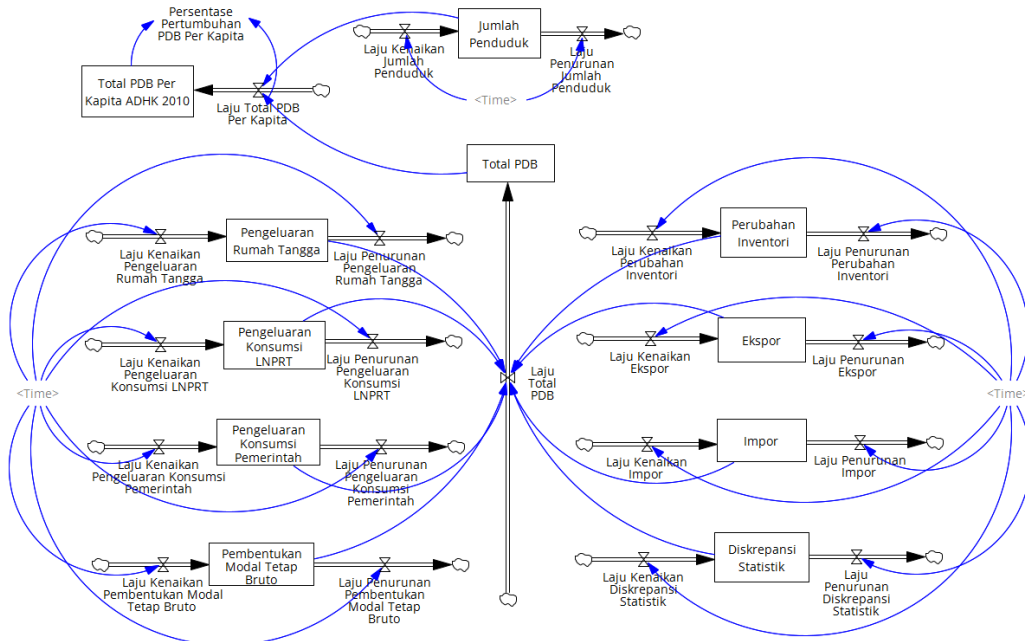 Persentase
Pertumbuhan
PDB Per Kapita
Jumlah
Penduduk
Laju Kenaikan
Jumlah
Penduduk
Laju
Penurunan
Jumlah
Penduduk
Total PDB Per
Kapita ADHK 2010
Laju Total PDB
Per Kapita
<Time>
Total PDB
Pengeluaran
Rumah Tangga
Laju Kenaikan
Pengeluaran
Rumah Tangga
Laju Penurunan
Pengeluaran
Rumah Tangga
Perubahan
Inventori
Laju Kenaikan
Perubahan
Inventori
Laju Penurunan
Perubahan
Inventori
Pengeluaran
Konsumsi
LNPRT
Laju Kenaikan
Pengeluaran
Konsumsi LNPRT
Laju Penurunan
Pengeluaran
Konsumsi
LNPRT
Ekspor
Laju Kenaikan
Ekspor
Laju Penurunan
Ekspor
Laju
Total
PDB
<Time>
<Time>
Pengeluaran
Konsumsi
Pemerintah
Laju Kenaikan
Pengeluaran Konsumsi
Pemerintah
Laju Penurunan
Pengeluaran
Konsumsi
Pemerintah
Impor
Laju Kenaikan
Impor
Laju Penurunan
Impor
Pembentukan
Modal Tetap
Bruto
Laju Kenaikan
Pembentukan Modal
Tetap Bruto
Laju Penurunan
Pembentukan
Modal Tetap
Bruto
Diskrepansi
Statistik
Laju Kenaikan
Diskrepansi
Statistik
Laju
Penurunan
Diskrepansi
Statistik